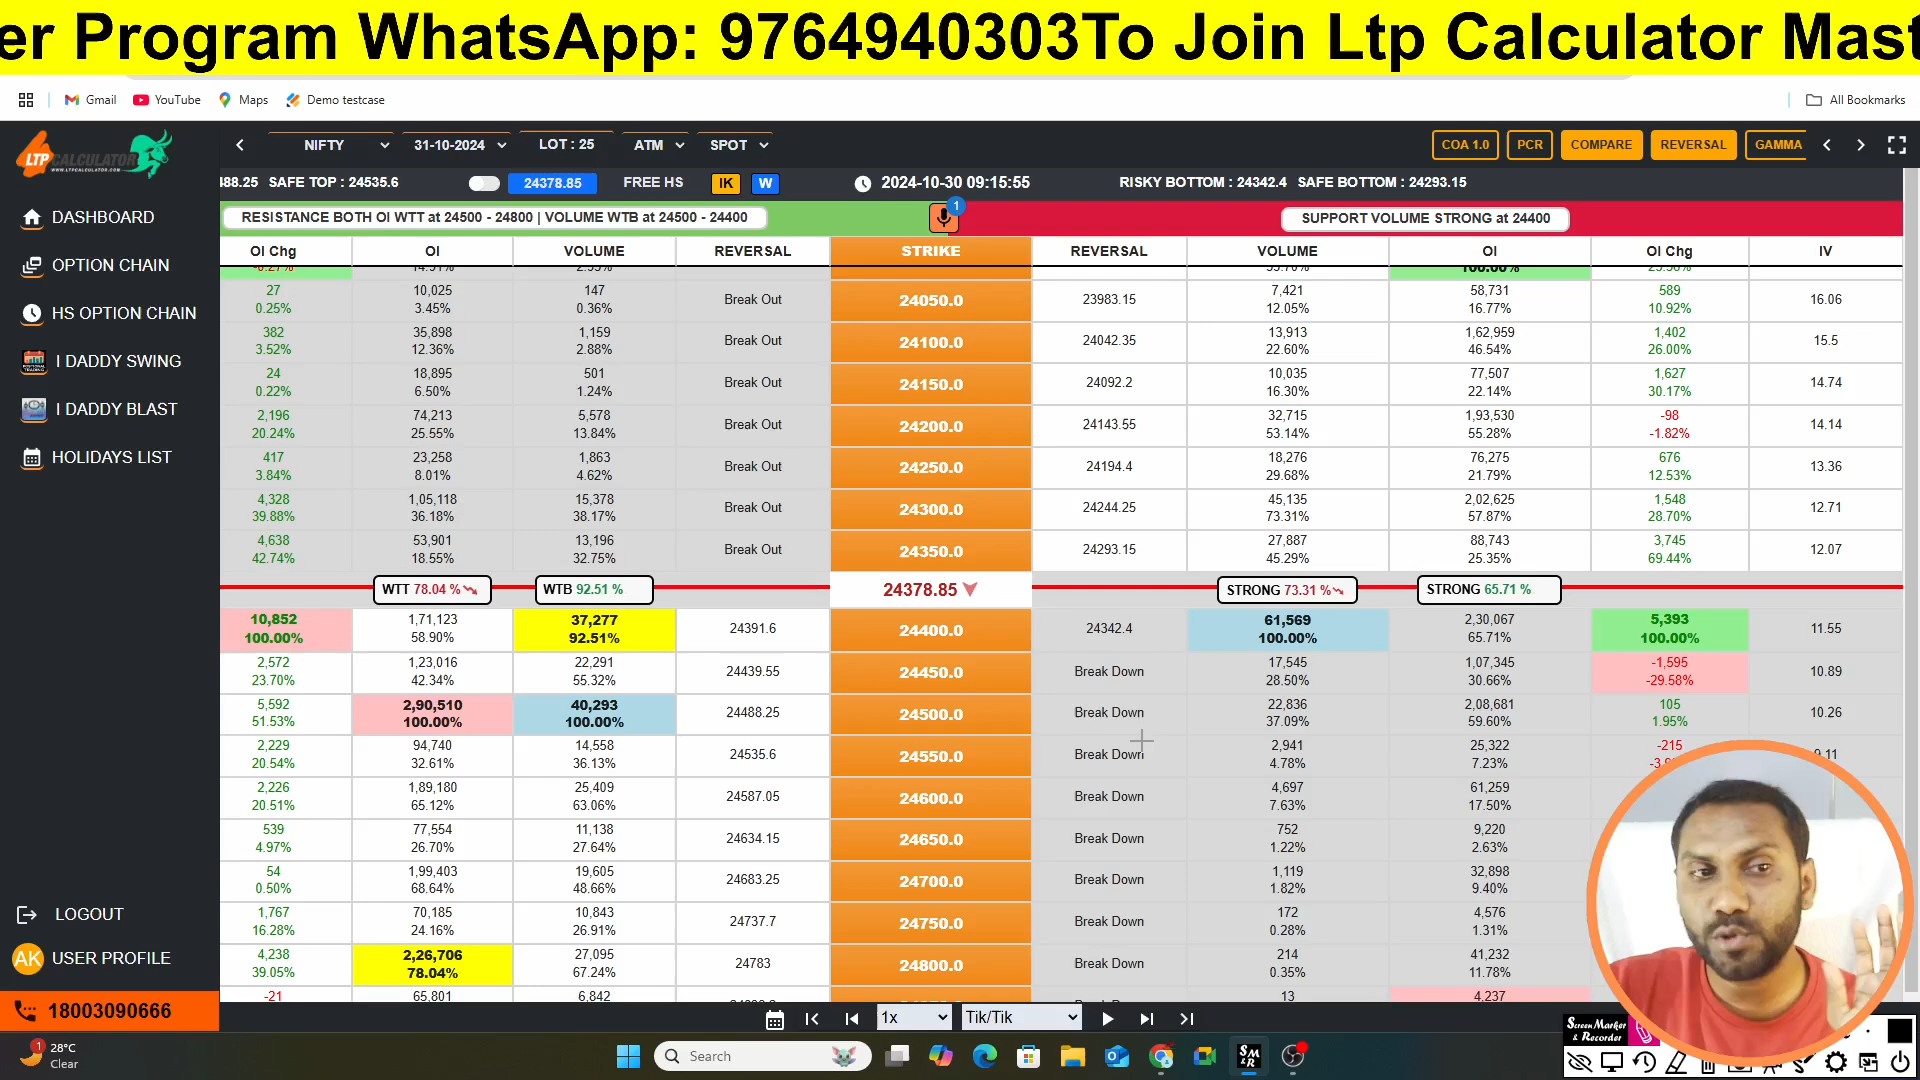 er Program WhatsApp: 9764940303To Join Ltp Calculator Mast
Gmail YouTube Maps Demo testcase All Bookmarks
LTP CALCULATOR
WWW.LTPCALCULATOR.COM
NIFTY 31-10-2024 LOT : 25 ATM SPOT COA 1.0 PCR COMPARE REVERSAL GAMMA
488.25 SAFE TOP : 24535.6 24378.85 FREE HS IK W 2024-10-30 09:15:55 RISKY BOTTOM : 24342.4 SAFE BOTTOM : 24293.15
RESISTANCE BOTH OI WTT at 24500 - 24800 | VOLUME WTB at 24500 - 24400 1 SUPPORT VOLUME STRONG at 24400
DASHBOARD
OPTION CHAIN
HS OPTION CHAIN
I DADDY SWING
I DADDY BLAST
HOLIDAYS LIST
LOGOUT
AK USER PROFILE
18003090666
OI Chg OI VOLUME REVERSAL STRIKE REVERSAL VOLUME OI OI Chg IV
100.00%
27 10,025 147 Break Out 24050.0 23983.15 7,421 58,731 589 16.06
0.25% 3.45% 0.36% 12.05% 16.77% 10.92%
382 35,898 1,159 Break Out 24100.0 24042.35 13,913 1,62,959 1,402 15.5
3.52% 12.36% 2.88% 22.60% 46.54% 26.00%
24 18,895 501 Break Out 24150.0 24092.2 10,035 77,507 1,627 14.74
0.22% 6.50% 1.24% 16.30% 22.14% 30.17%
2,196 74,213 5,578 Break Out 24200.0 24143.55 32,715 1,93,530 -98 14.14
20.24% 25.55% 13.84% 53.14% 55.28% -1.82%
417 23,258 1,863 Break Out 24250.0 24194.4 18,276 76,275 676 13.36
3.84% 8.01% 4.62% 29.68% 21.79% 12.53%
4,328 1,05,118 15,378 Break Out 24300.0 24244.25 45,135 2,02,625 1,548 12.71
39.88% 36.18% 38.17% 73.31% 57.87% 28.70%
4,638 53,901 13,196 Break Out 24350.0 24293.15 27,887 88,743 3,745 12.07
42.74% 18.55% 32.75% 45.29% 25.35% 69.44%
WTT 78.04 % WTB 92.51 % 24378.85 STRONG 73.31 % STRONG 65.71 %
10,852 1,71,123 37,277 24391.6 24400.0 24342.4 61,569 2,30,067 5,393 11.55
100.00% 58.90% 92.51% 100.00% 65.71% 100.00%
2,572 1,23,016 22,291 24439.55 24450.0 Break Down 17,545 1,07,345 -1,595 10.89
23.70% 42.34% 55.32% 28.50% 30.66% -29.58%
5,592 2,90,510 40,293 24488.25 24500.0 Break Down 22,836 2,08,681 105 10.26
51.53% 100.00% 100.00% 37.09% 59.60% 1.95%
2,229 94,740 14,558 24535.6 24550.0 Break Down 2,941 25,322 -215
20.54% 32.61% 36.13% 4.78% 7.23%
2,226 1,89,180 25,409 24587.05 24600.0 Break Down 4,697 61,259
20.51% 65.12% 63.06% 7.63% 17.50%
539 77,554 11,138 24634.15 24650.0 Break Down 752 9,220
4.97% 26.70% 27.64% 1.22% 2.63%
54 1,99,403 19,605 24683.25 24700.0 Break Down 1,119 32,898
0.50% 68.64% 48.66% 1.82% 9.40%
1,767 70,185 10,843 24737.7 24750.0 Break Down 172 4,576
16.28% 24.16% 26.91% 0.28% 1.31%
4,238 2,26,706 27,095 24783 24800.0 Break Down 214 41,232
39.05% 78.04% 67.24% 0.35% 11.78%
-21 65,801 6,842 13 4,237
1x Tik/Tik
Screen Marker
& Recorder
1 28°C
Clear
Search
SM
&R